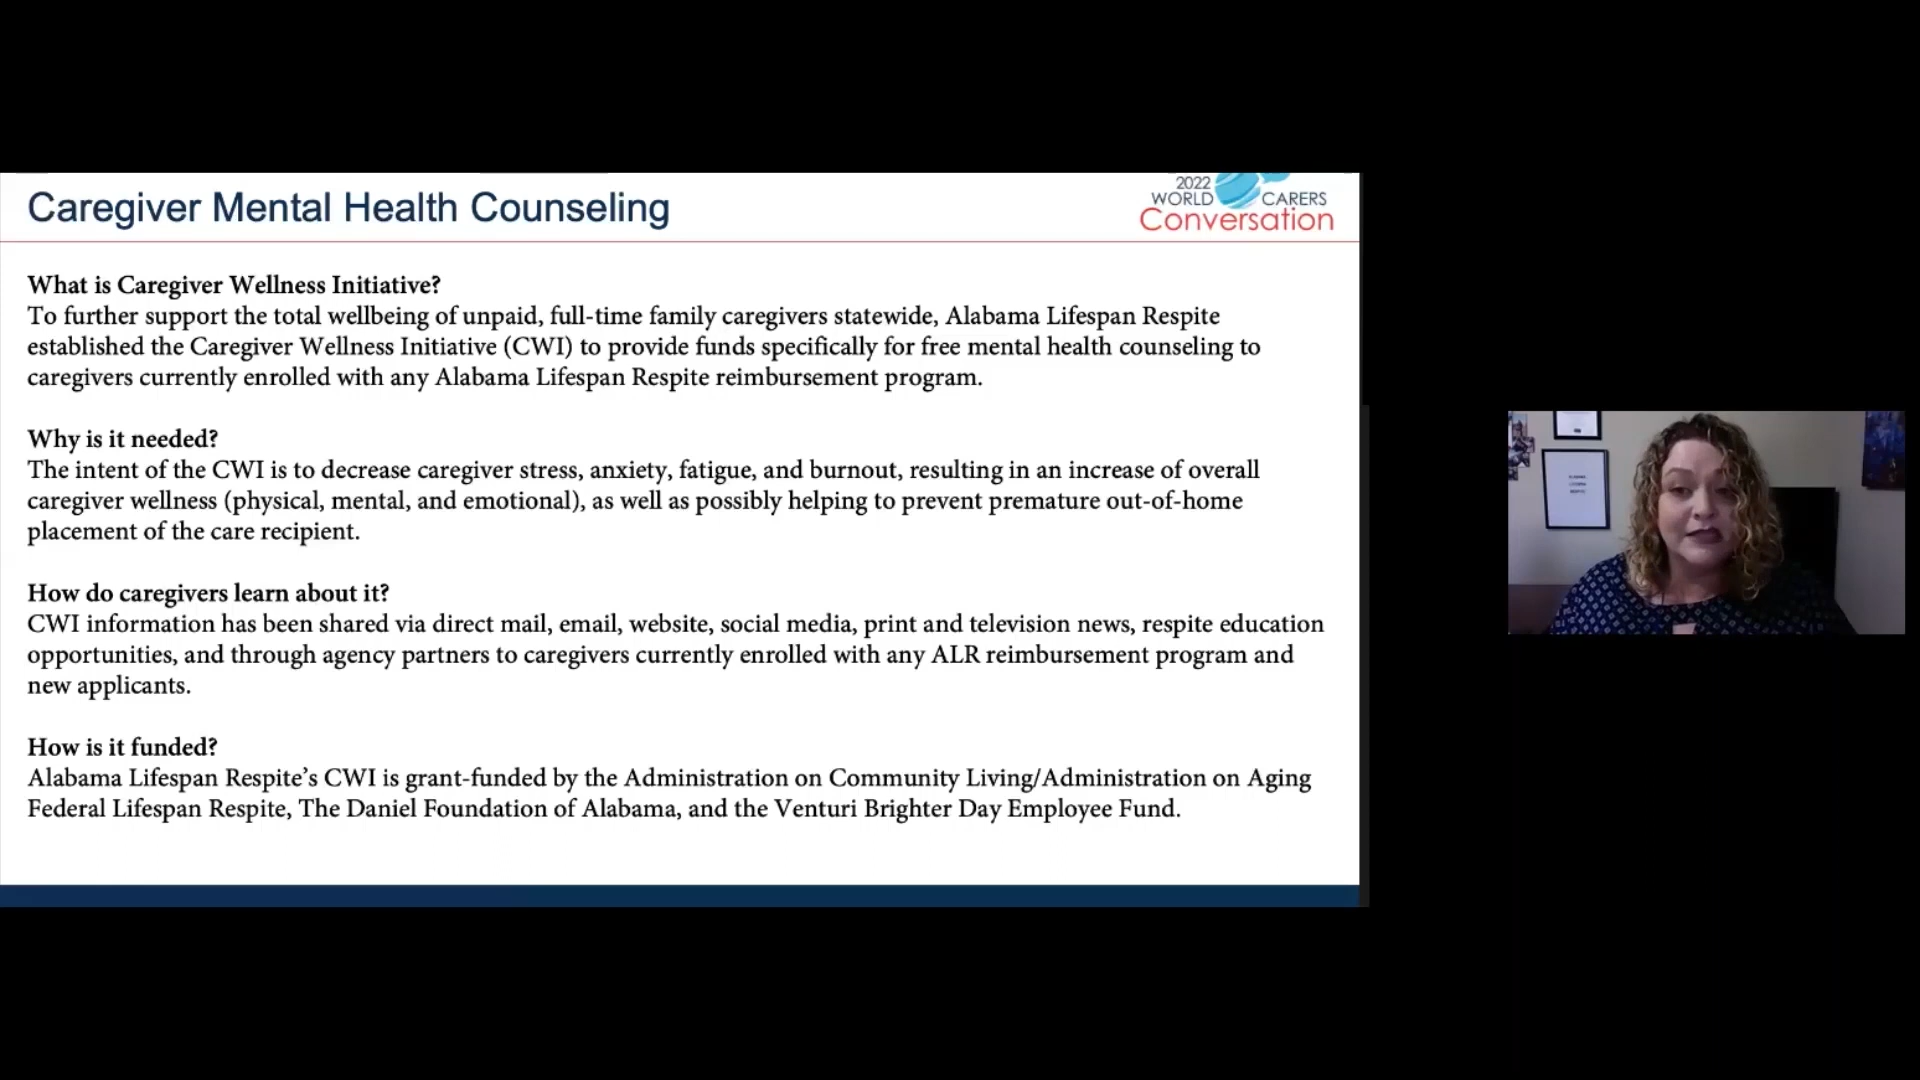 Caregiver Mental Health Counseling
2022
WORLD CARERS
Conversation
What is Caregiver Wellness Initiative?
To further support the total wellbeing of unpaid, full-time family caregivers statewide, Alabama Lifespan Respite
established the Caregiver Wellness Initiative (CWI) to provide funds specifically for free mental health counseling to
caregivers currently enrolled with any Alabama Lifespan Respite reimbursement program.
Why is it needed?
The intent of the CWI is to decrease caregiver stress, anxiety, fatigue, and burnout, resulting in an increase of overall
caregiver wellness (physical, mental, and emotional), as well as possibly helping to prevent premature out-of-home
placement of the care recipient.
How do caregivers learn about it?
CWI information has been shared via direct mail, email, website, social media, print and television news, respite education
opportunities, and through agency partners to caregivers currently enrolled with any ALR reimbursement program and
new applicants.
How is it funded?
Alabama Lifespan Respite’s CWI is grant-funded by the Administration on Community Living/Administration on Aging
Federal Lifespan Respite, The Daniel Foundation of Alabama, and the Venturi Brighter Day Employee Fund.